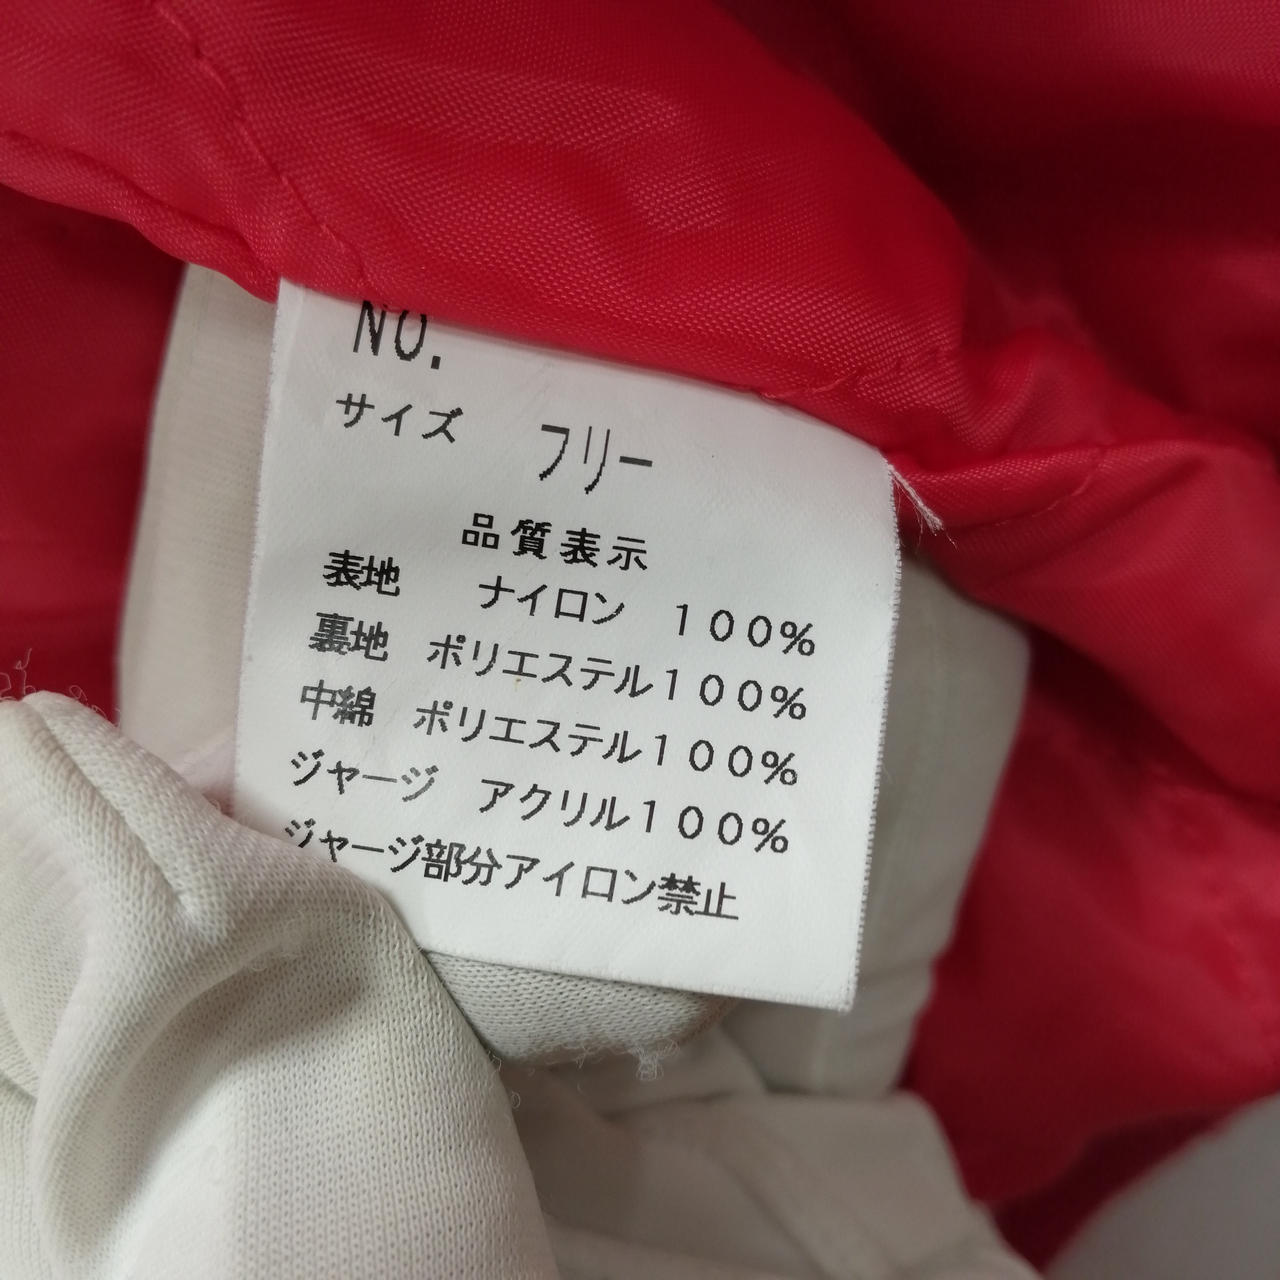 NO.
サイズ　フリー
品質表示
表地　ナイロン　１００%
裏地　ポリエステル１００%
中綿　ポリエステル１００%
ジャージ　アクリル１００%
ジャージ部分アイロン禁止